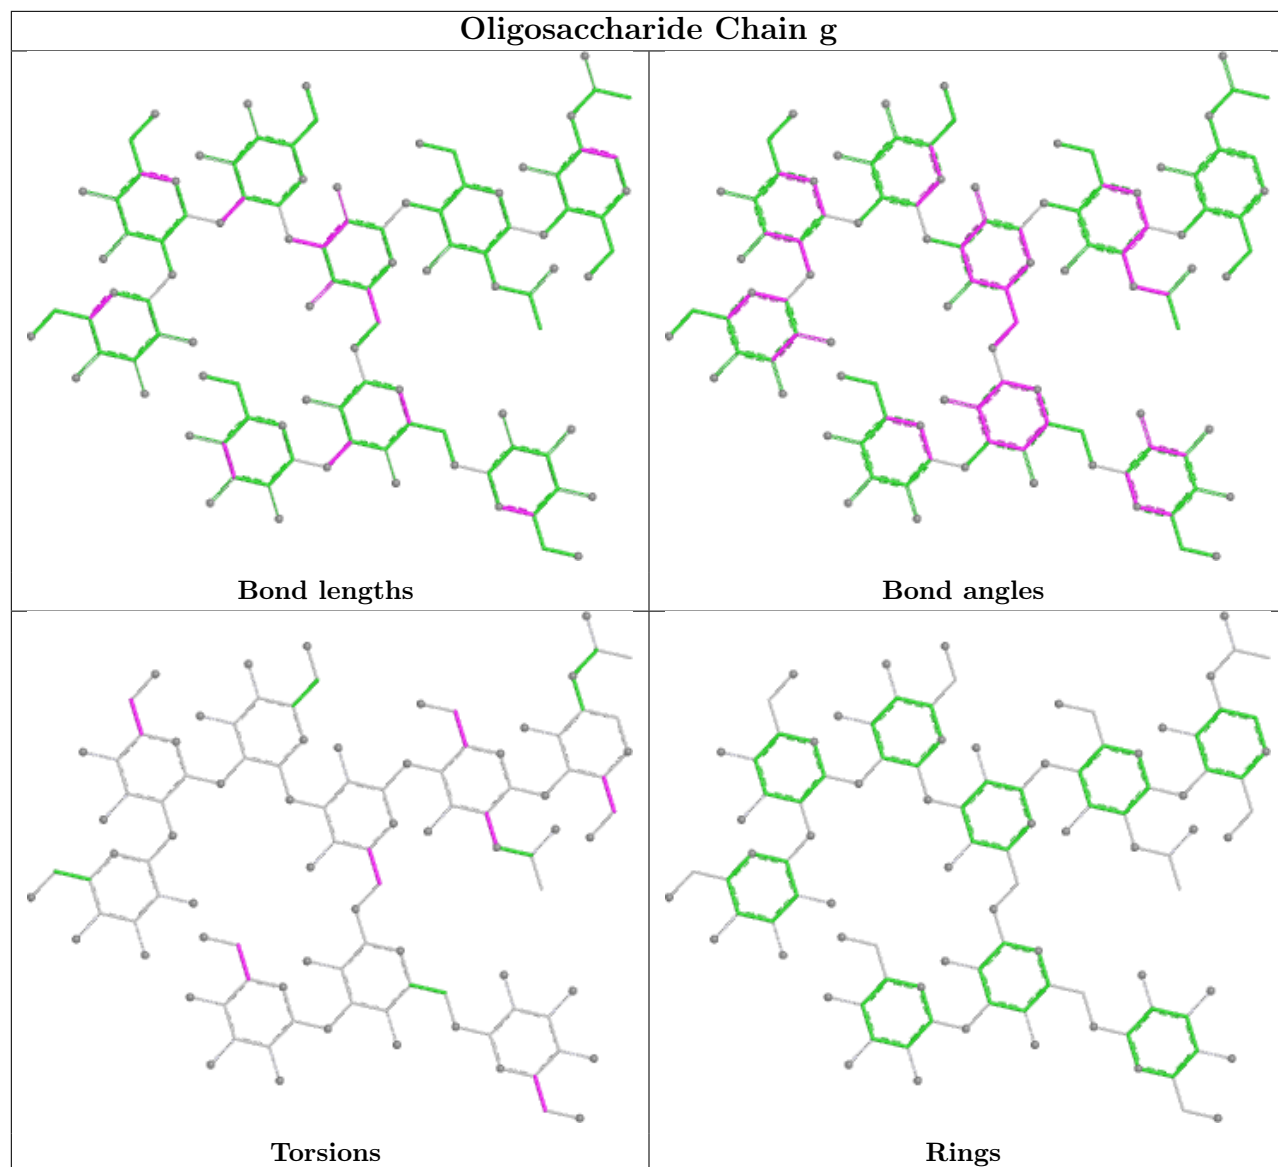 Oligosaccharide Chain g
Bond lengths
Bond angles
Torsions
Rings